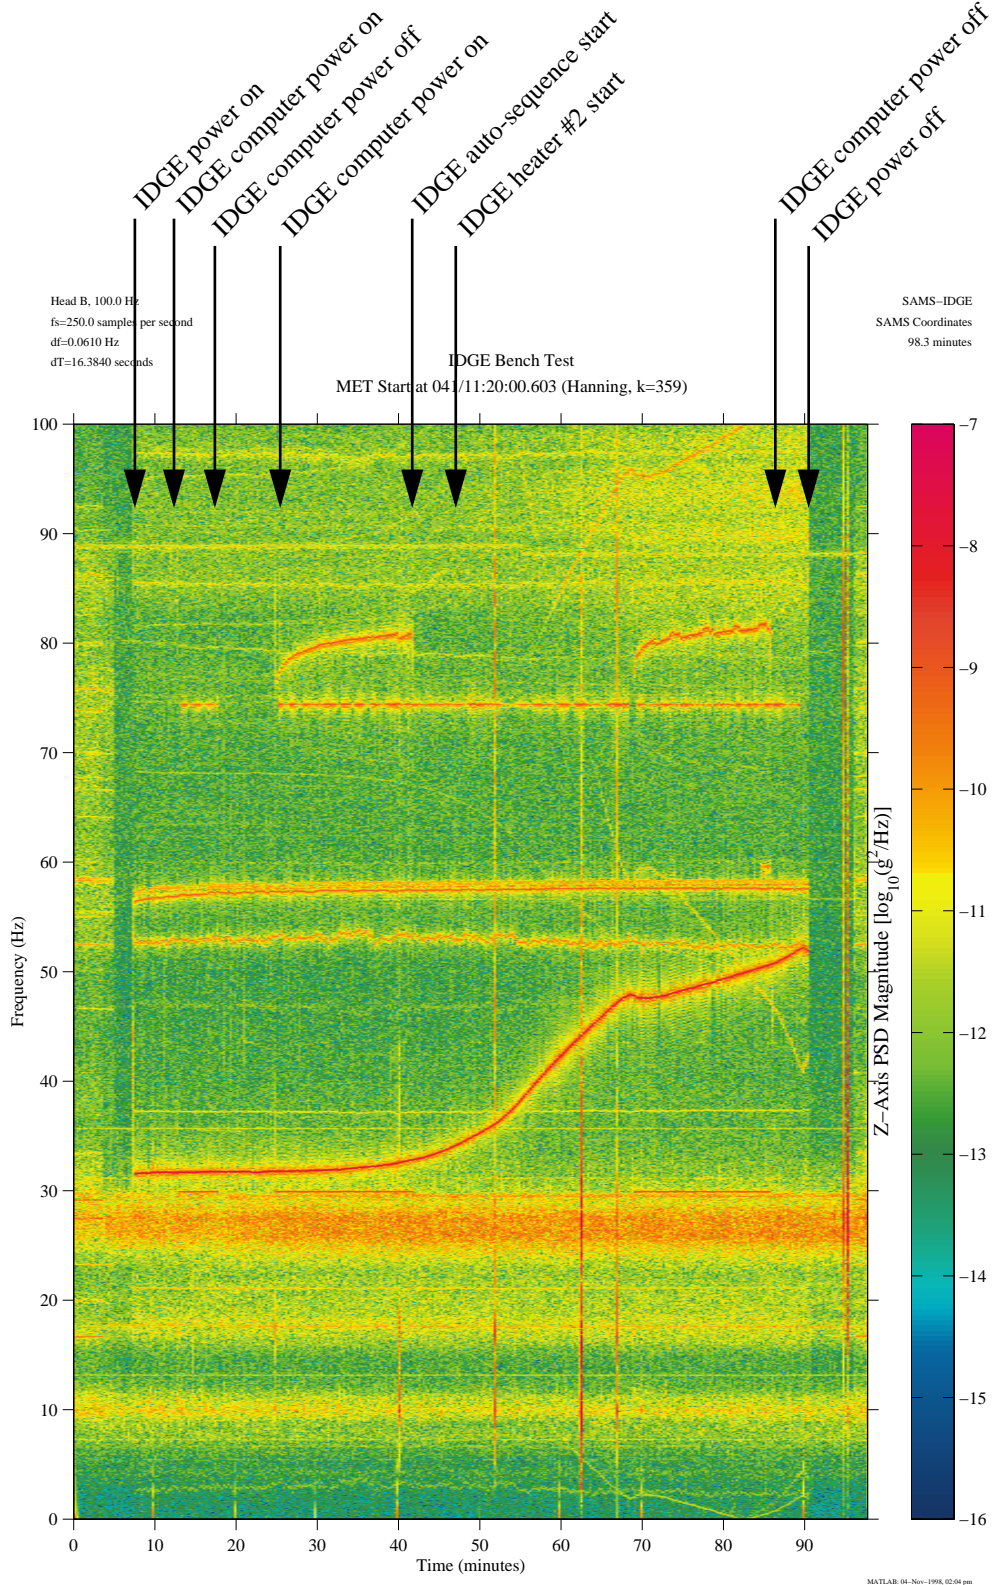 IDGE power on
IDGE computer power on
IDGE computer power off
IDGE computer power on
IDGE auto-sequence start
IDGE heater #2 start
IDGE computer power off
IDGE power off
Head B, 100.0 Hz
fs=250.0 samples per second
df=0.0610 Hz
dT=16.3840 seconds
SAMS−IDGE
SAMS Coordinates
98.3 minutes
IDGE Bench Test
MET Start at 041/11:20:00.603 (Hanning, k=359)
100
90
80
70
60
50
40
30
20
10
0
Frequency (Hz)
0 10 20 30 40 50 60 70 80 90
Time (minutes)
−7
−8
−9
−10
−11
−12
−13
−14
−15
−16
Z−Axis PSD Magnitude [log10(g2/Hz)]
MATLAB: 04−Nov−1998, 02:04 pm